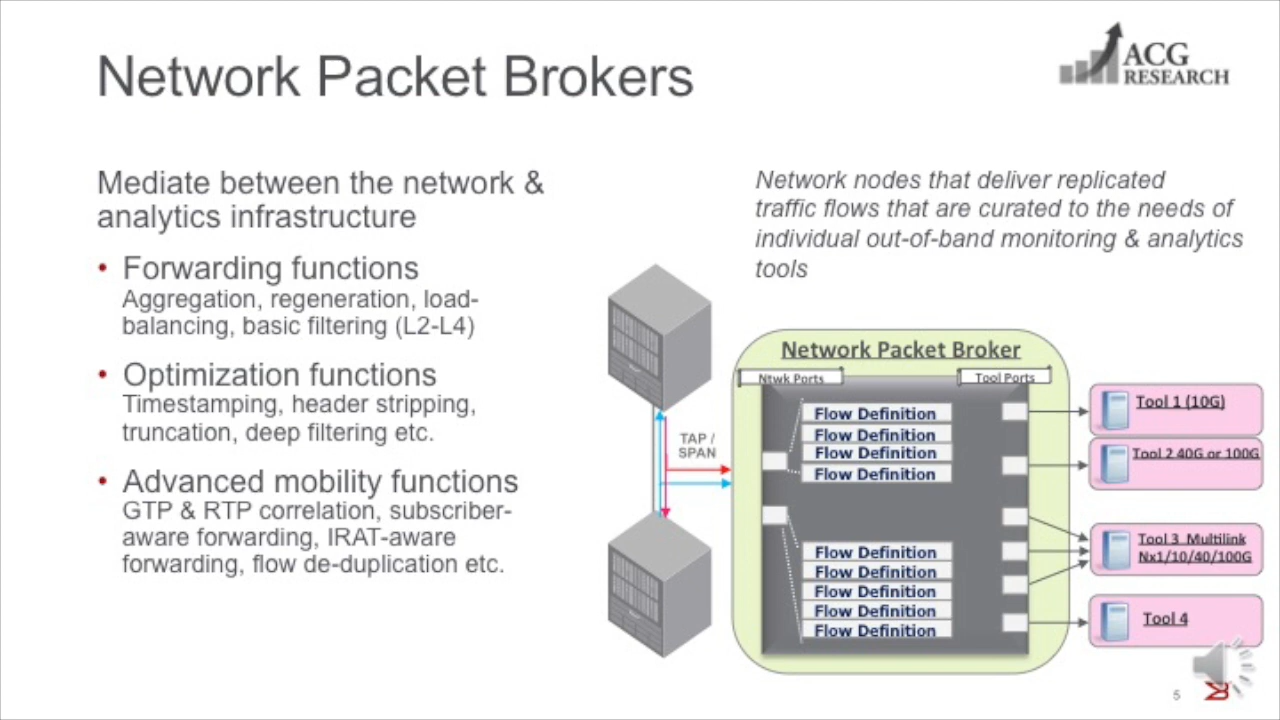 Network Packet Brokers
ACG
RESEARCH
Mediate between the network &
analytics infrastructure
• Forwarding functions
Aggregation, regeneration, load-
balancing, basic filtering (L2-L4)
• Optimization functions
Timestamping, header stripping,
truncation, deep filtering etc.
• Advanced mobility functions
GTP & RTP correlation, subscriber-
aware forwarding, IRAT-aware
forwarding, flow de-duplication etc.
Network nodes that deliver replicated
traffic flows that are curated to the needs of
individual out-of-band monitoring & analytics
tools
TAP /
SPAN
Network Packet Broker
Ntwk Ports
Tool Ports
Flow Definition
Flow Definition
Flow Definition
Flow Definition
Flow Definition
Flow Definition
Flow Definition
Flow Definition
Flow Definition
Tool 1 (10G)
Tool 2 40G or 100G
Tool 3 Multilink
Nx1/10/40/100G
Tool 4
5